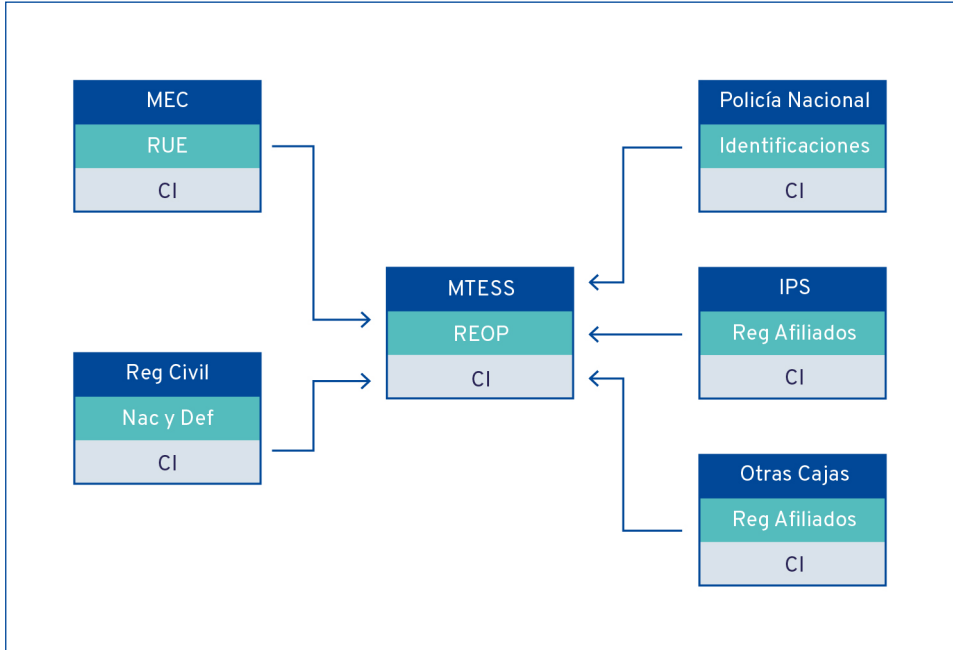 MEC
RUE
CI
Reg Civil
Nac y Def
CI
MTESS
REOP
CI
Policía Nacional
Identificaciones
CI
IPS
Reg Afiliados
CI
Otras Cajas
Reg Afiliados
CI